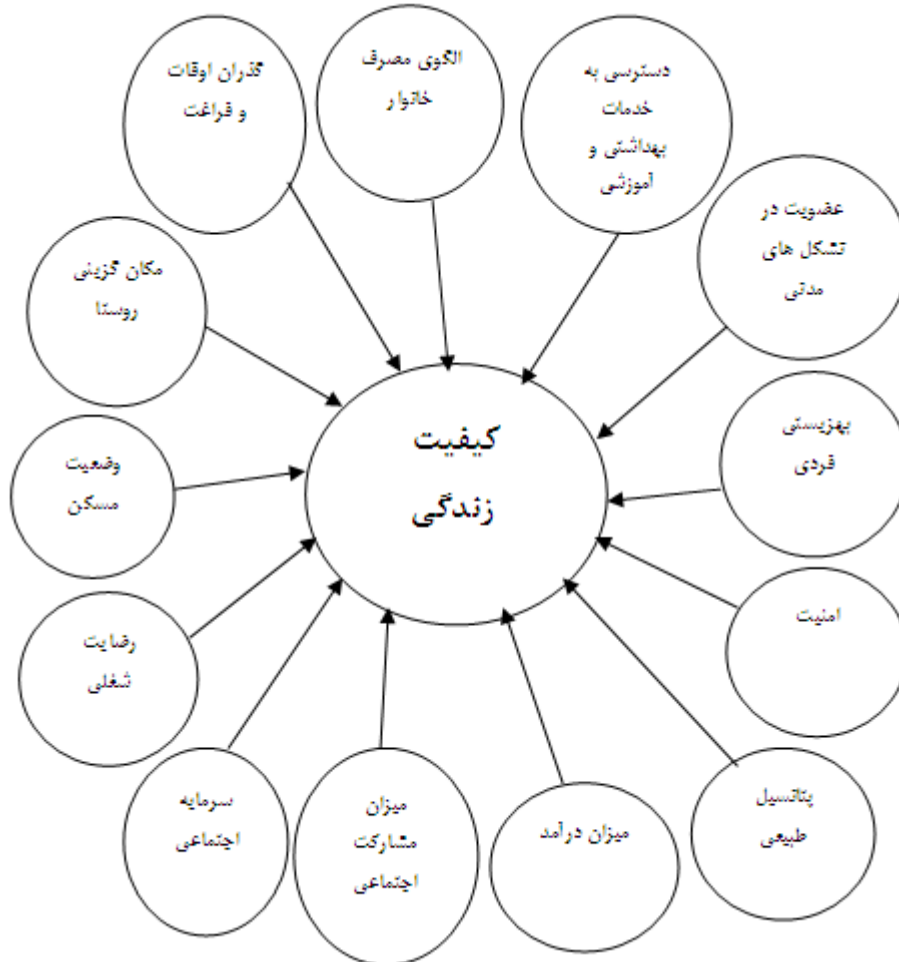 دسترسی به
خدمات
بهداشتی و
آموزشی
الگوی مصرف
خانوار
گذران اوقات
و فراغت
عضویت در
تشکل های
مدنی
مکان گزینی
روستا
بهزیستی
فردی
کیفیت
زندگی
وضعیت
مسکن
امنیت
رضایت
شغلی
پتانسیل
طبیعی
میزان درآمد
میزان
مشارکت
اجتماعی
سرمایه
اجتماعی